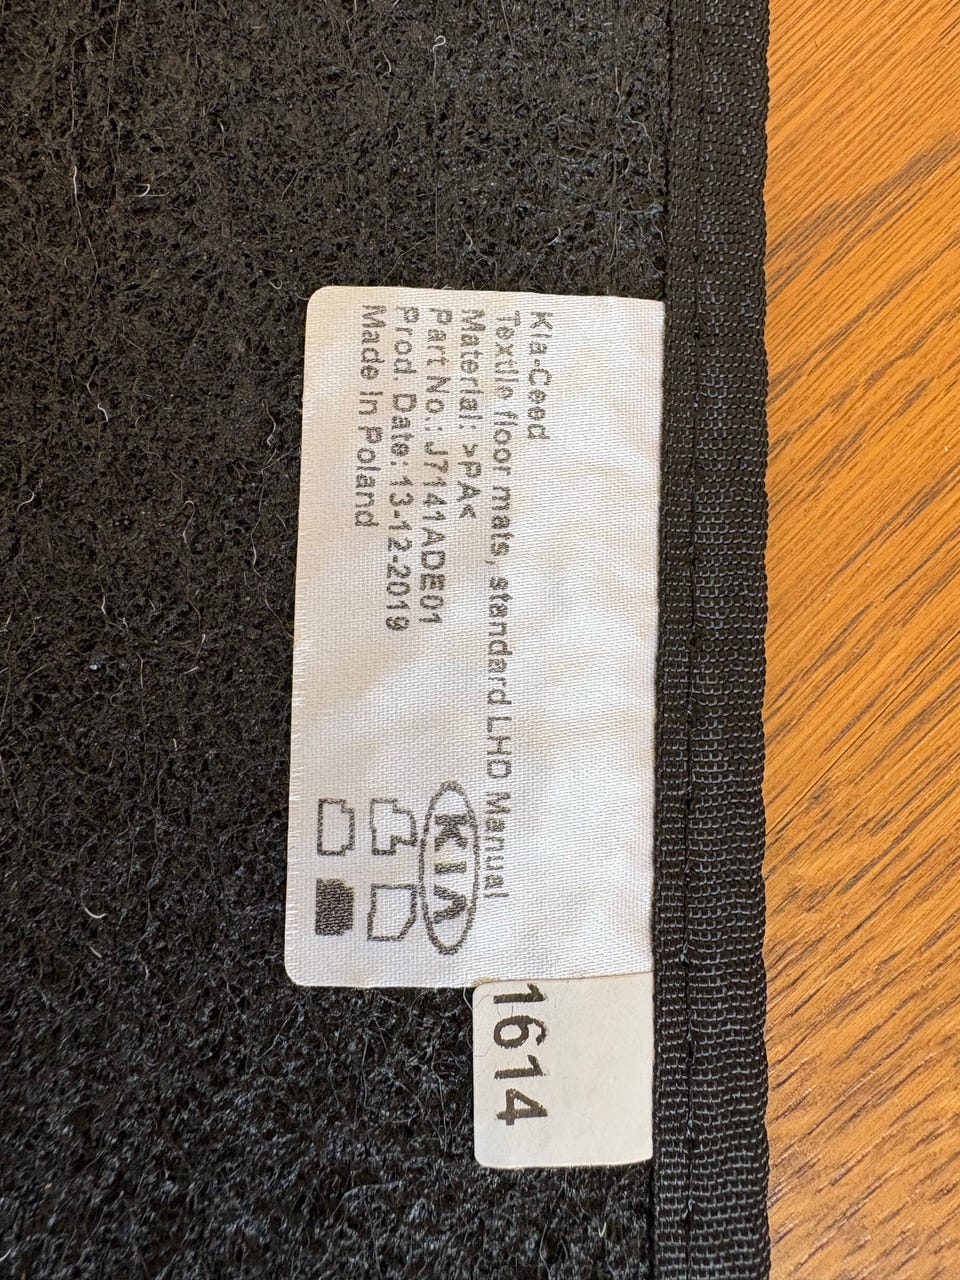 Kia-Ceed
Textile floor mats, standard LHD Manual
Material: >PA<
Part No.: J7141ADE01
Prod. Date: 13-12-2019
Made in Poland
KIA
1614